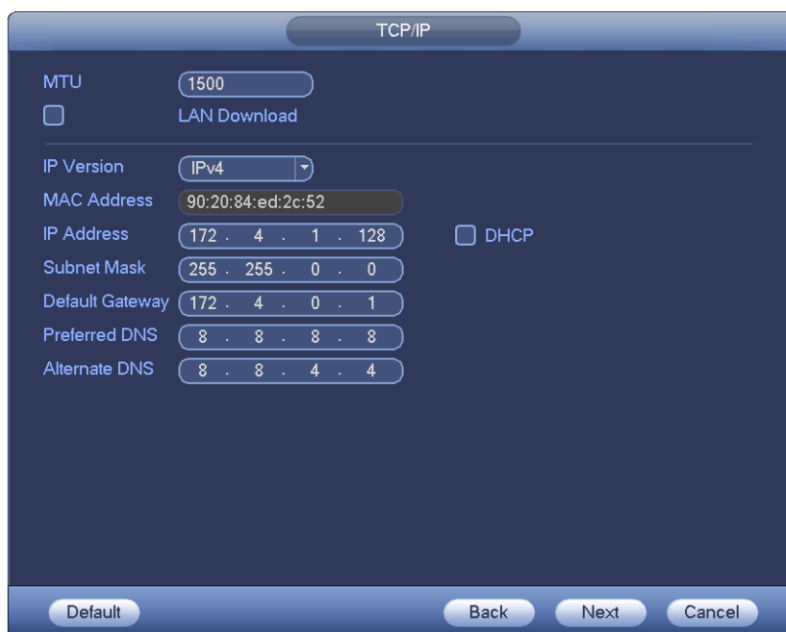 TCP/IP
MTU 1500
LAN Download
IP Version IPv4
MAC Address 90:20:84:ed:2c:52
IP Address 172 . 4 . 1 . 128 DHCP
Subnet Mask 255 . 255 . 0 . 0
Default Gateway 172 . 4 . 0 . 1
Preferred DNS 8 . 8 . 8 . 8
Alternate DNS 8 . 8 . 4 . 4
Default Back Next Cancel